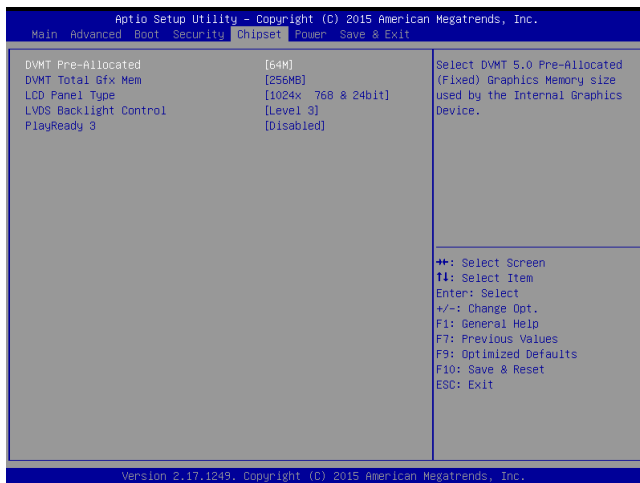 Aptio Setup Utility – Copyright (C) 2015 American Megatrends, Inc.
Main Advanced Boot Security Chipset Power Save & Exit
DVMT Pre-Allocated [64M]
DVMT Total Gfx Mem [256MB]
LCD Panel Type [1024x 768 & 24bit]
LVDS Backlight Control [Level 3]
PlayReady 3 [Disabled]
Select DVMT 5.0 Pre-Allocated
(Fixed) Graphics Memory size
used by the Internal Graphics
Device.
→←: Select Screen
↑↓: Select Item
Enter: Select
+/-: Change Opt.
F1: General Help
F7: Previous Values
F9: Optimized Defaults
F10: Save & Reset
ESC: Exit
Version 2.17.1249. Copyright (C) 2015 American Megatrends, Inc.